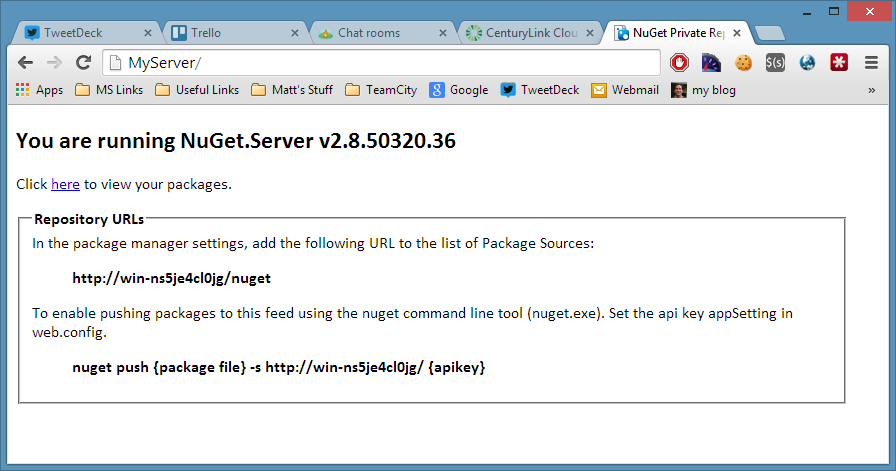 TweetDeck
Trello
Chat rooms
CenturyLink Clou
NuGet Private Rep
MyServer/
$(s)
Apps
MS Links
Useful Links
Matt's Stuff
TeamCity
Google
TweetDeck
Webmail
my blog
»
You are running NuGet.Server v2.8.50320.36
Click here to view your packages.
Repository URLs
In the package manager settings, add the following URL to the list of Package Sources:
http://win-ns5je4cl0jg/nuget
To enable pushing packages to this feed using the nuget command line tool (nuget.exe). Set the api key appSetting in
web.config.
nuget push {package file} -s http://win-ns5je4cl0jg/ {apikey}